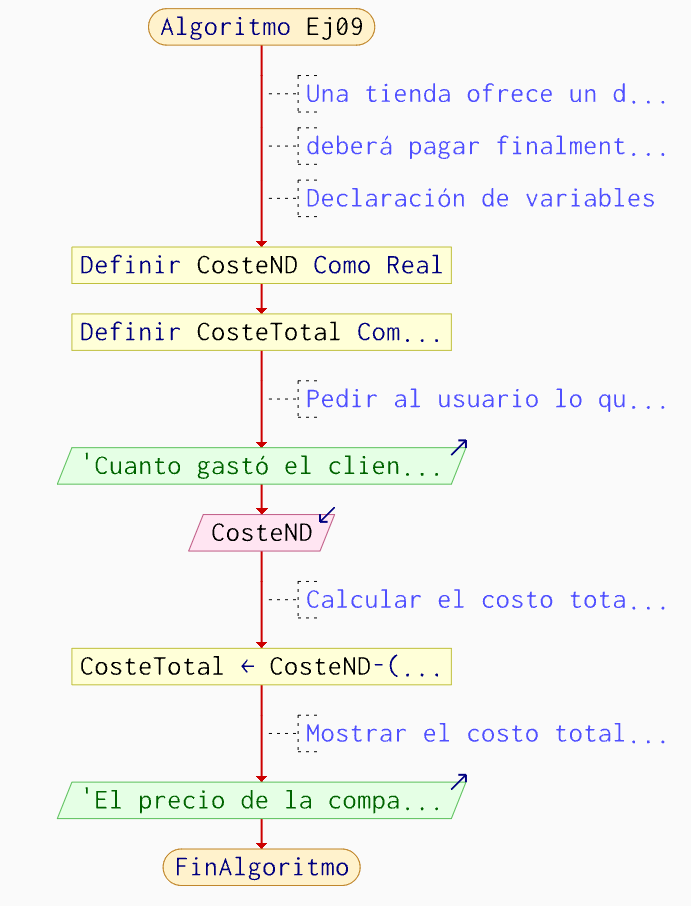 Algoritmo Ej09
Una tienda ofrece un d...
deberá pagar finalment...
Declaración de variables
Definir CosteND Como Real
Definir CosteTotal Com...
Pedir al usuario lo qu...
'Cuanto gastó el clien...
CosteND
Calcular el costo tota...
CosteTotal ← CosteND-(...
Mostrar el costo total...
'El precio de la compa...
FinAlgoritmo